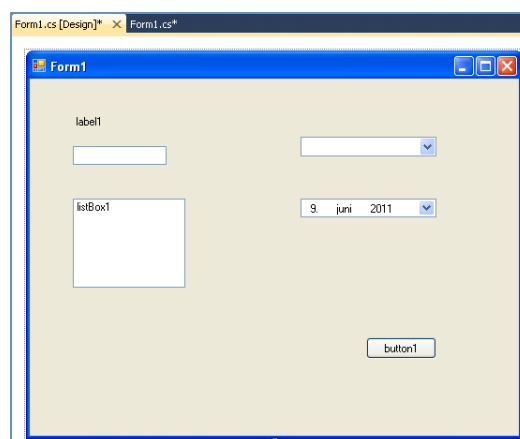 Form1.cs [Design]* Form1.cs*
Form1
label1
listBox1
9. juni 2011
button1